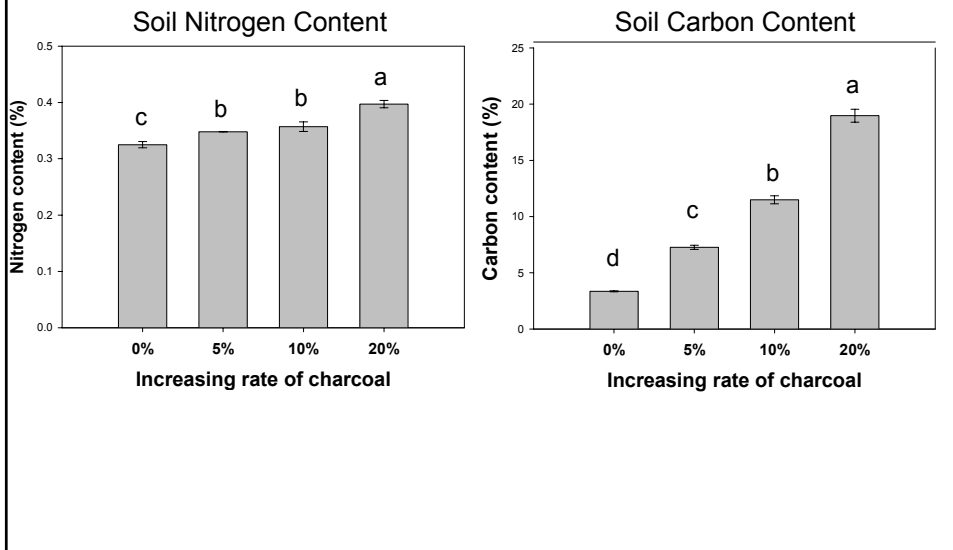 Soil Nitrogen Content
Nitrogen content (%)
0.5
0.4
0.3
0.2
0.1
0.0
c
b
b
a
0%
5%
10%
20%
Increasing rate of charcoal
Soil Carbon Content
Carbon content (%)
25
20
15
10
5
0
d
c
b
a
0%
5%
10%
20%
Increasing rate of charcoal